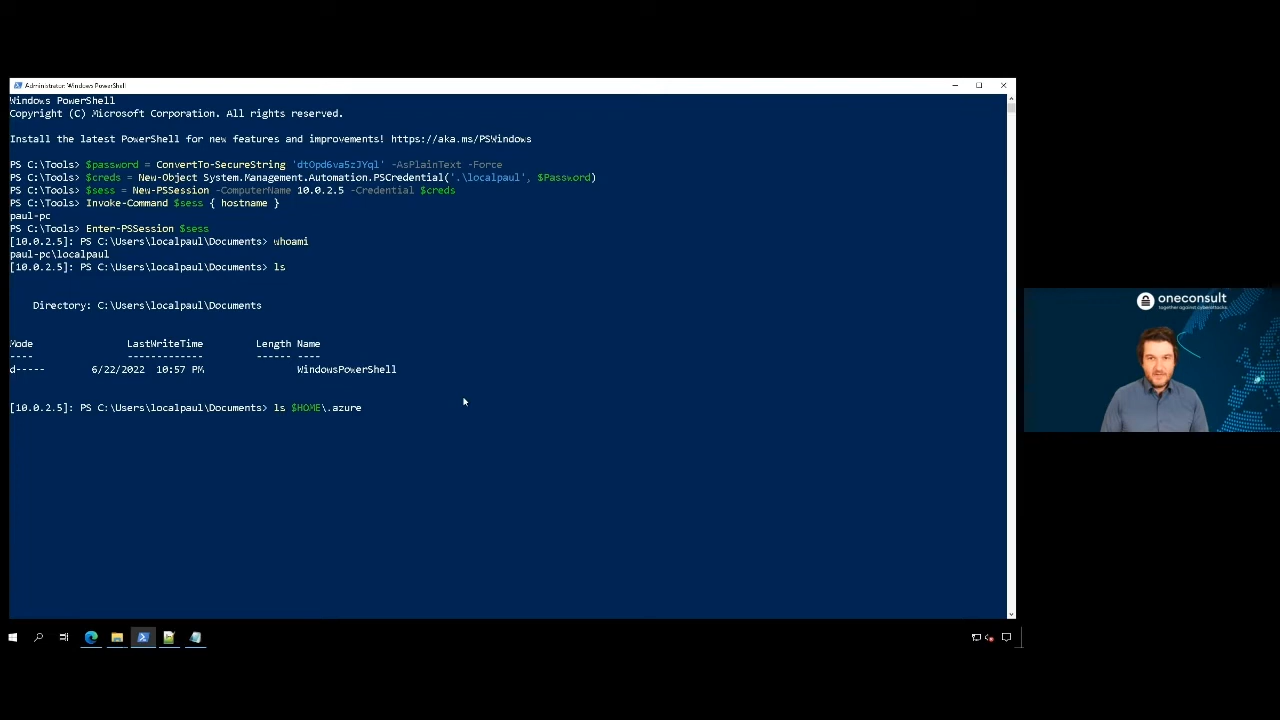 Administrator: Windows PowerShell
Windows PowerShell
Copyright (C) Microsoft Corporation. All rights reserved.
Install the latest PowerShell for new features and improvements! https://aka.ms/PSWindows
PS C:\Tools> $password = ConvertTo-SecureString 'dtOpd6va5zJYql' -AsPlainText -Force
PS C:\Tools> $creds = New-Object System.Management.Automation.PSCredential('.\localpaul', $Password)
PS C:\Tools> $sess = New-PSSession -ComputerName 10.0.2.5 -Credential $creds
PS C:\Tools> Invoke-Command $sess { hostname }
paul-pc
PS C:\Tools> Enter-PSSession $sess
[10.0.2.5]: PS C:\Users\localpaul\Documents> whoami
paul-pc\localpaul
[10.0.2.5]: PS C:\Users\localpaul\Documents> ls
Directory: C:\Users\localpaul\Documents
Mode LastWriteTime Length Name
---- ------------- ------ ----
d----- 6/22/2022 10:57 PM WindowsPowerShell
[10.0.2.5]: PS C:\Users\localpaul\Documents> ls $HOME\.azure
oneconsult
together against cyberattacks